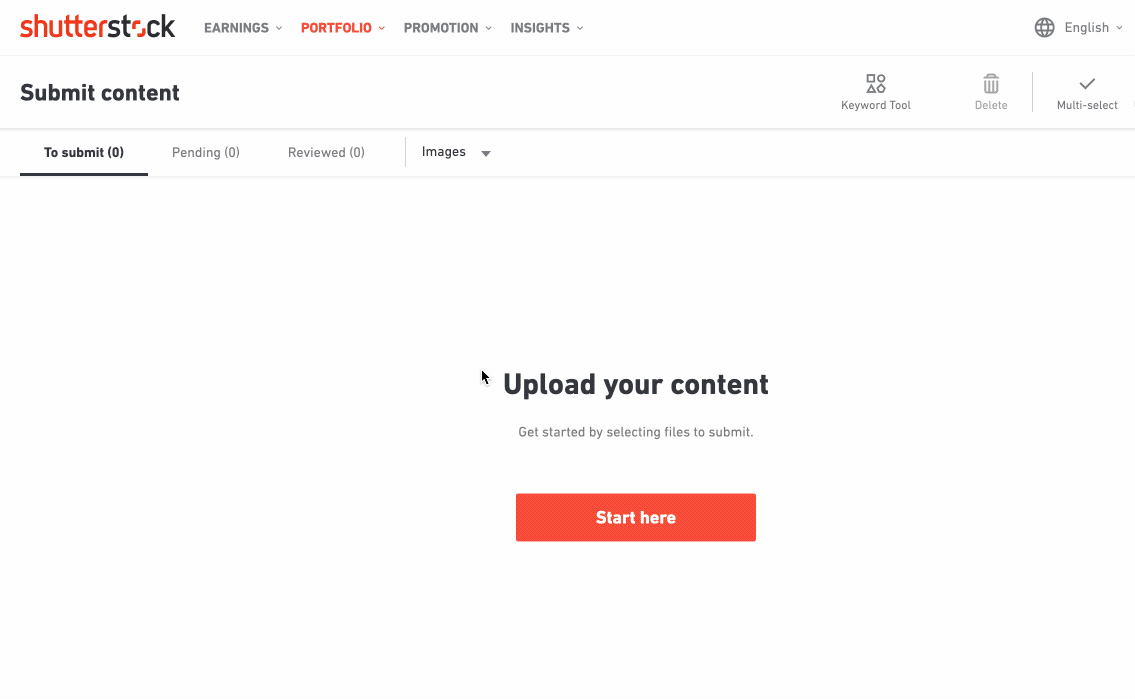 shutterstock EARNINGS PORTFOLIO PROMOTION INSIGHTS English
Submit content
Keyword Tool Delete Multi-select
To submit (0) Pending (0) Reviewed (0) Images
Upload your content
Get started by selecting files to submit.
Start here